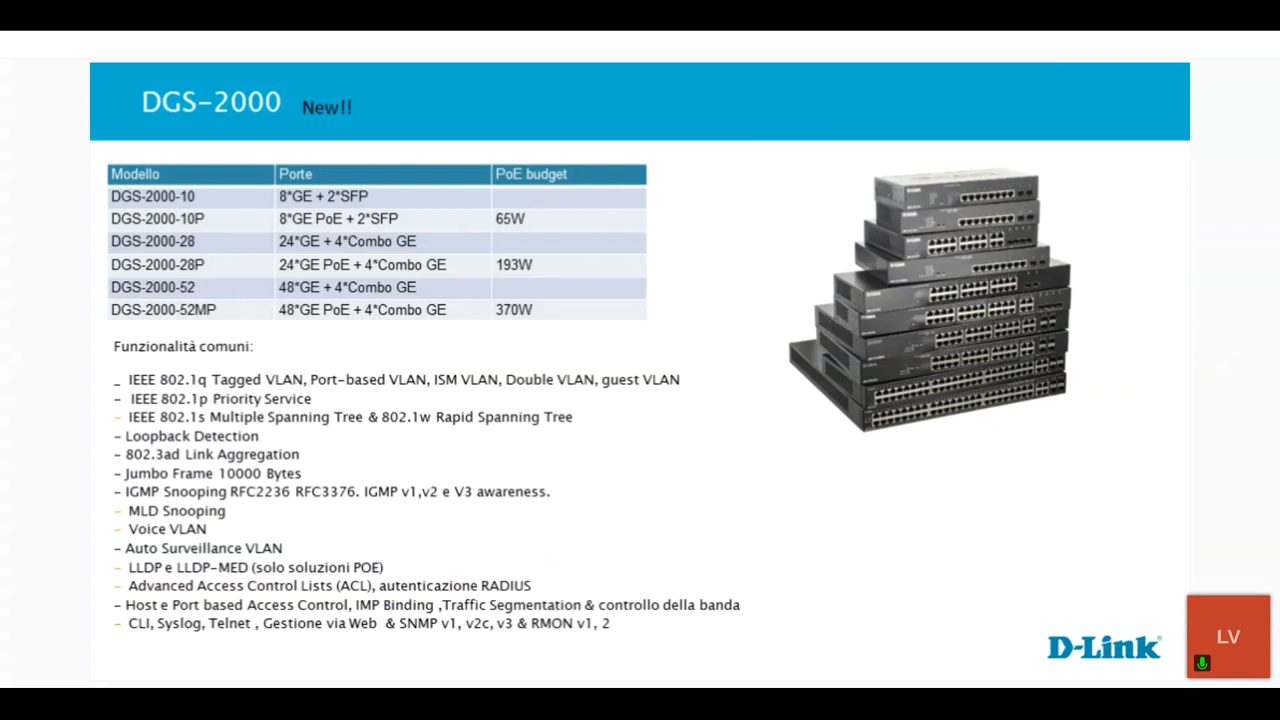 DGS-2000 New!!
Modello Porte PoE budget
DGS-2000-10 8*GE + 2*SFP
DGS-2000-10P 8*GE PoE + 2*SFP 65W
DGS-2000-28 24*GE + 4*Combo GE
DGS-2000-28P 24*GE PoE + 4*Combo GE 193W
DGS-2000-52 48*GE + 4*Combo GE
DGS-2000-52MP 48*GE PoE + 4*Combo GE 370W
Funzionalità comuni:
_ IEEE 802.1q Tagged VLAN, Port-based VLAN, ISM VLAN, Double VLAN, guest VLAN
- IEEE 802.1p Priority Service
- IEEE 802.1s Multiple Spanning Tree & 802.1w Rapid Spanning Tree
- Loopback Detection
- 802.3ad Link Aggregation
- Jumbo Frame 10000 Bytes
- IGMP Snooping RFC2236 RFC3376. IGMP v1,v2 e V3 awareness.
- MLD Snooping
- Voice VLAN
- Auto Surveillance VLAN
- LLDP e LLDP-MED (solo soluzioni POE)
- Advanced Access Control Lists (ACL), autenticazione RADIUS
- Host e Port based Access Control, IMP Binding ,Traffic Segmentation & controllo della banda
- CLI, Syslog, Telnet , Gestione via Web & SNMP v1, v2c, v3 & RMON v1, 2
D-Link
LV